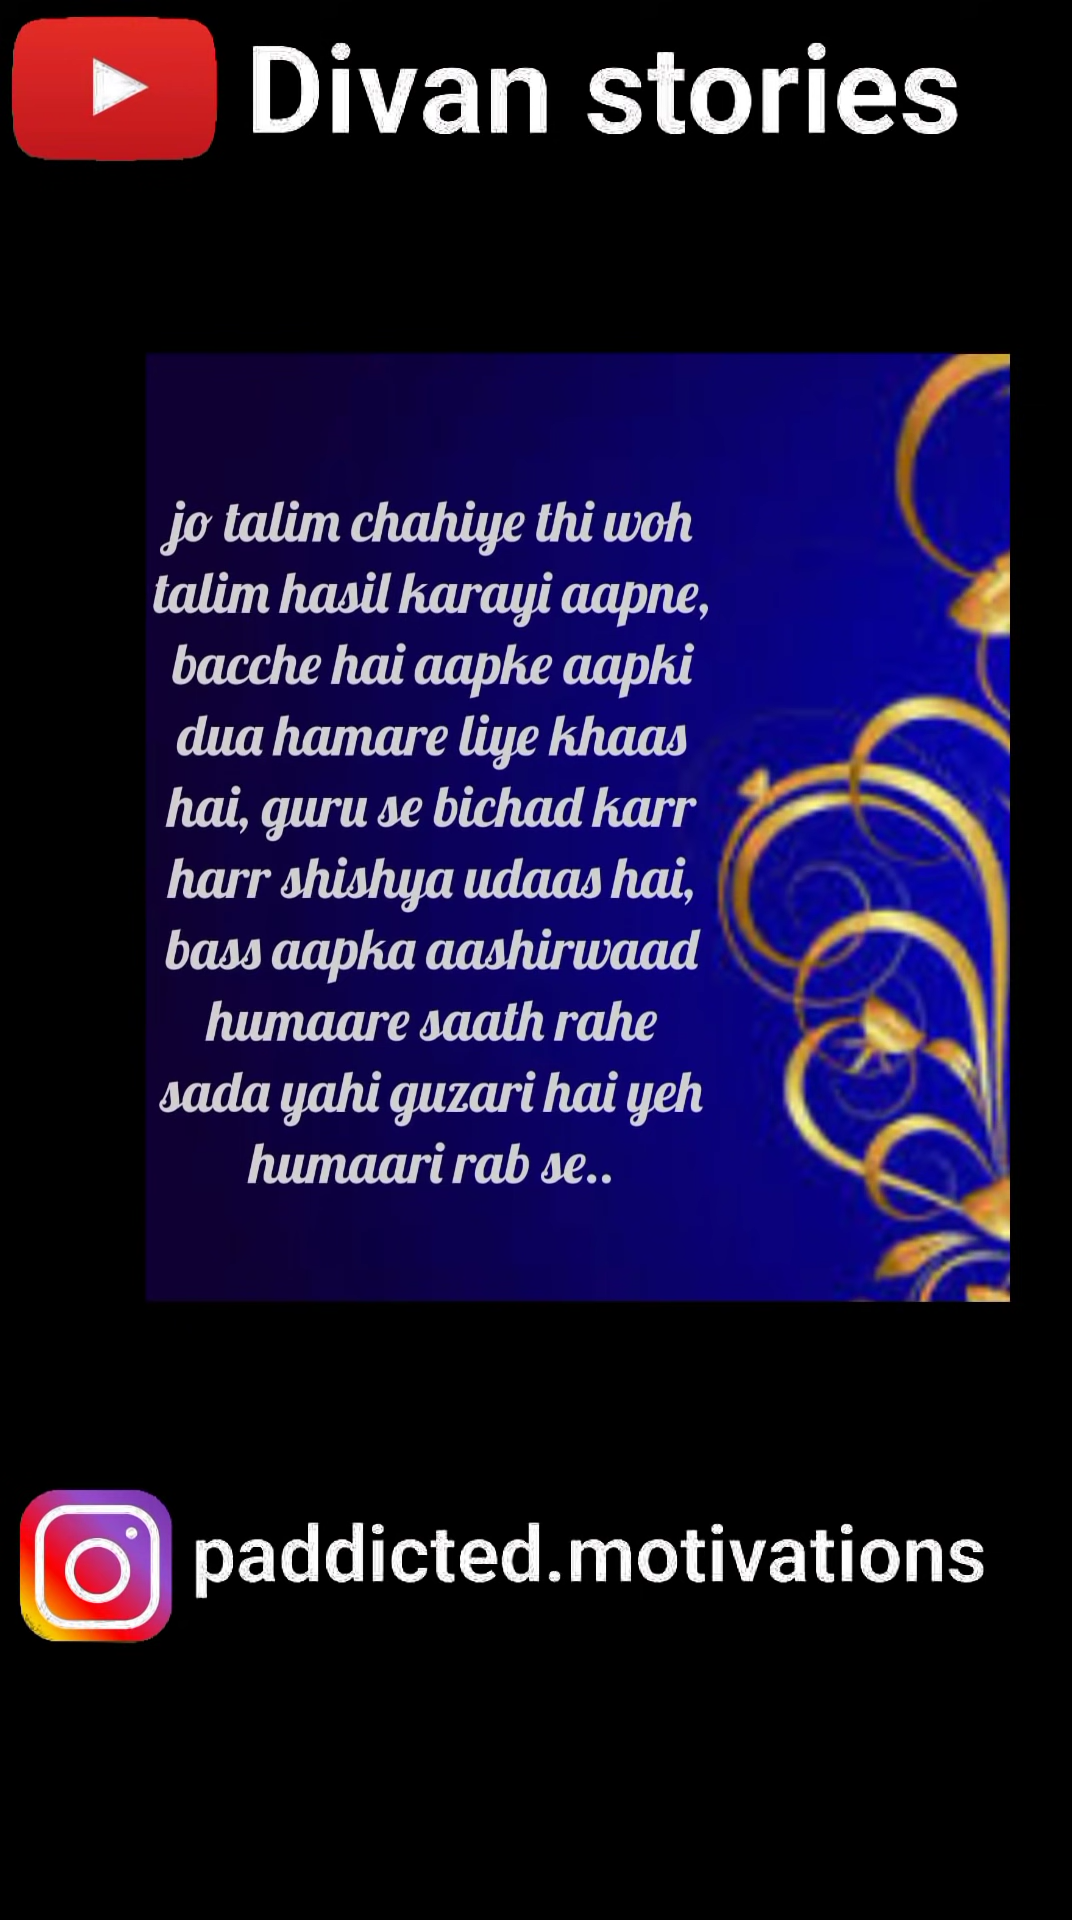 Divan stories
jo talim chahiye thi woh
talim hasil karayi aapne,
bacche hai aapke aapki
dua hamare liye khaas
hai, guru se bichad karr
harr shishya udaas hai,
bass aapka aashirwaad
humaare saath rahe
sada yahi guzari hai yeh
humaari rab se..
paddicted.motivations